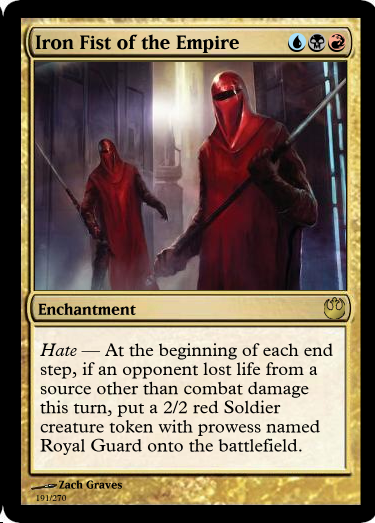 Iron Fist of the Empire
Enchantment
Hate — At the beginning of each end
step, if an opponent lost life from a
source other than combat damage
this turn, put a 2/2 red Soldier
creature token with prowess named
Royal Guard onto the battlefield.
Zach Graves
191/270